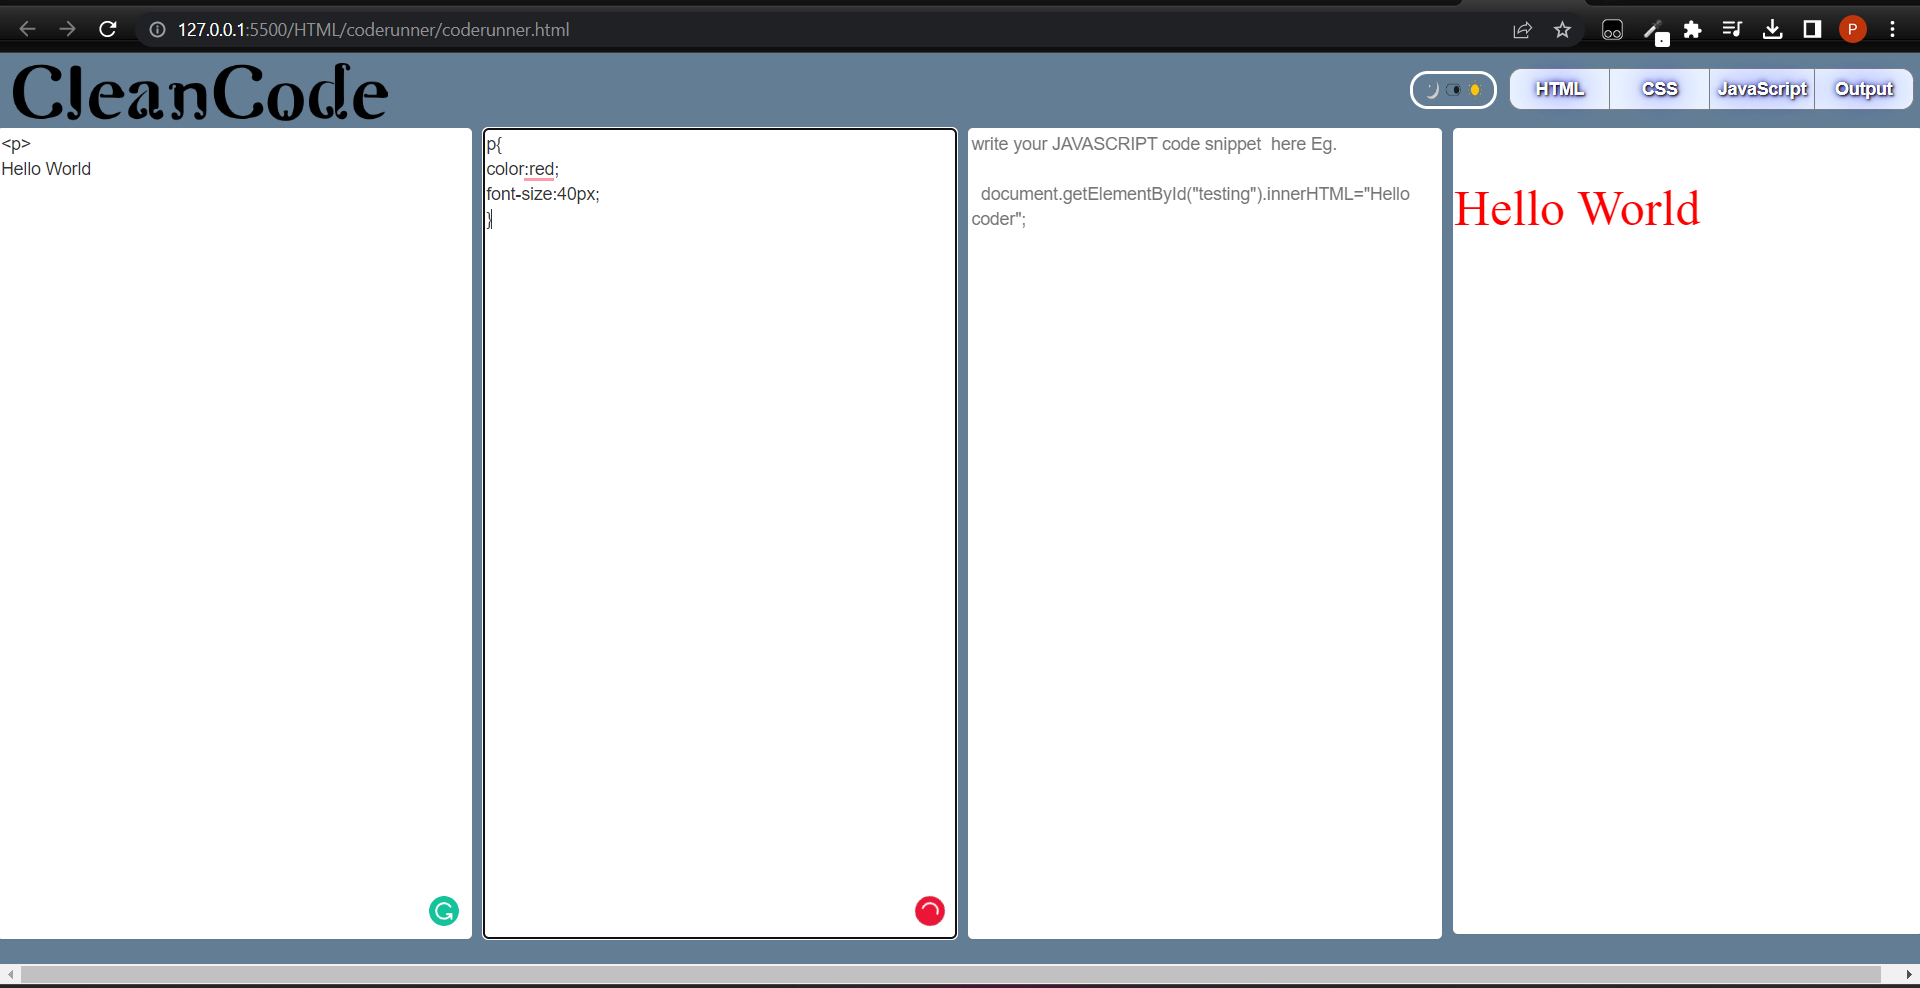 127.0.0.1:5500/HTML/coderunner/coderunner.html
P
CleanCode
HTML
CSS
JavaScript
Output
<p>
Hello World
p{
color:red;
font-size:40px;
}
write your JAVASCRIPT code snippet  here Eg.
document.getElementById("testing").innerHTML="Hello
coder";
Hello World